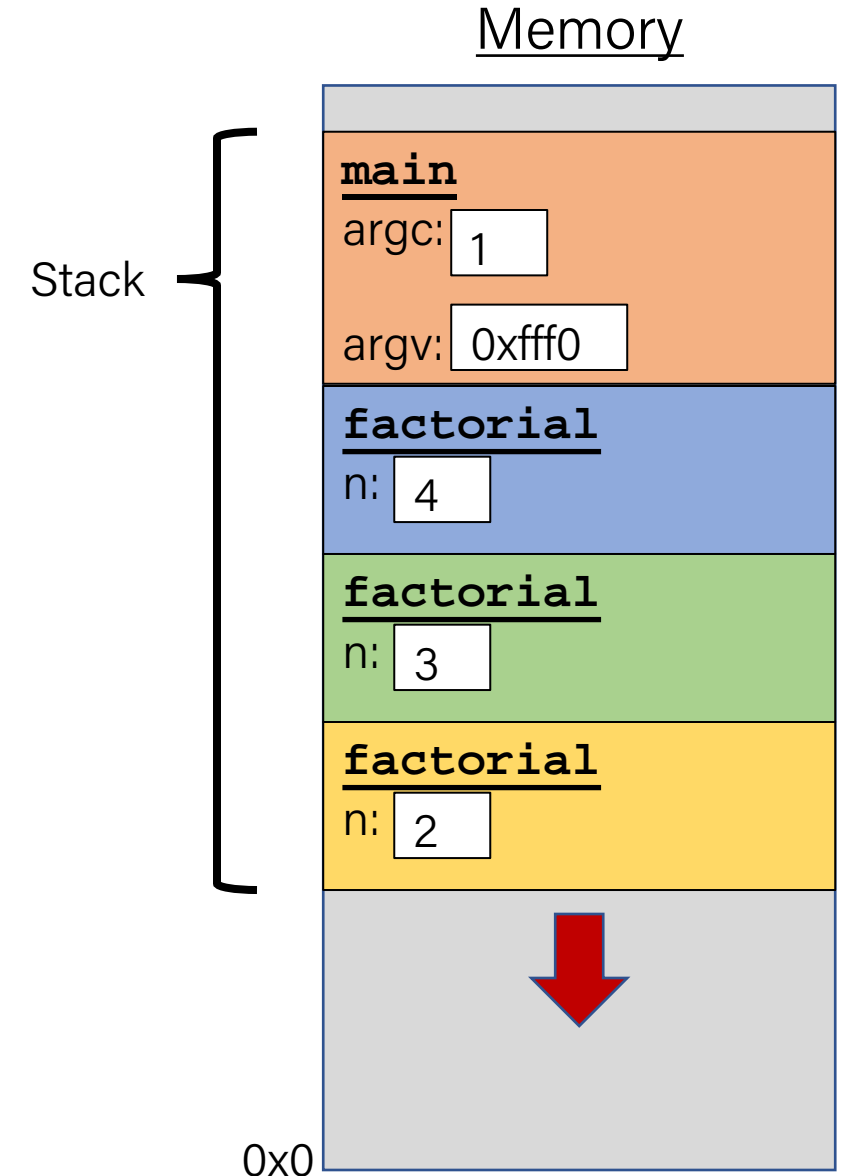 Memory
main
argc: 1
Stack
argv: 0xfff0
factorial
n: 4
factorial
n: 3
factorial
n: 2
0x0